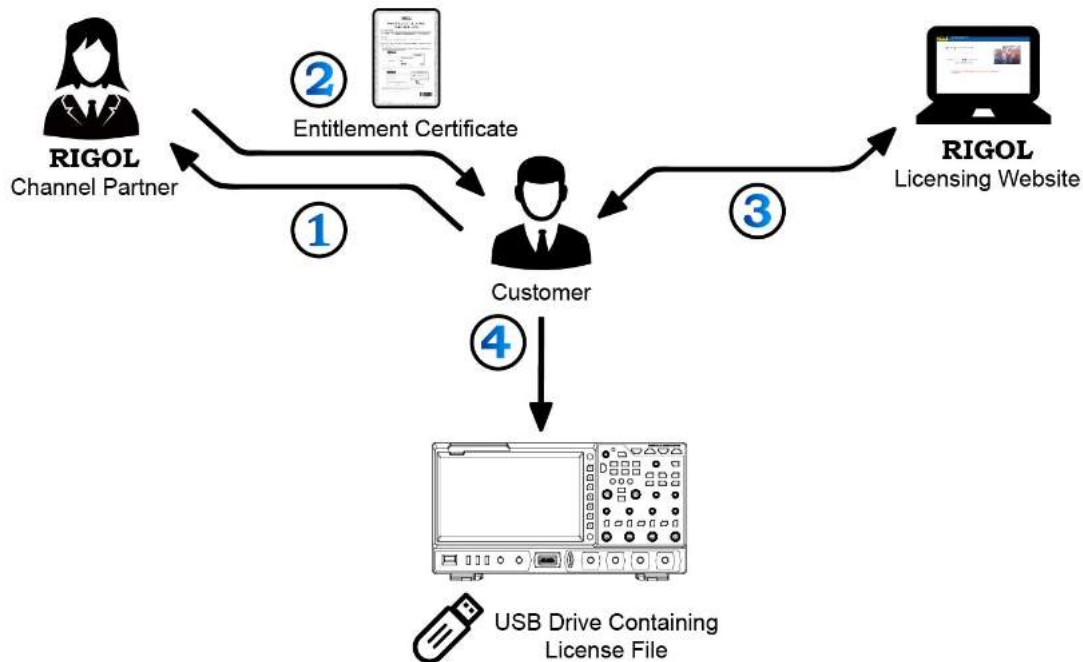 2
Entitlement Certificate
RIGOL
Channel Partner
1
RIGOL
Licensing Website
3
Customer
4
USB Drive Containing
License File